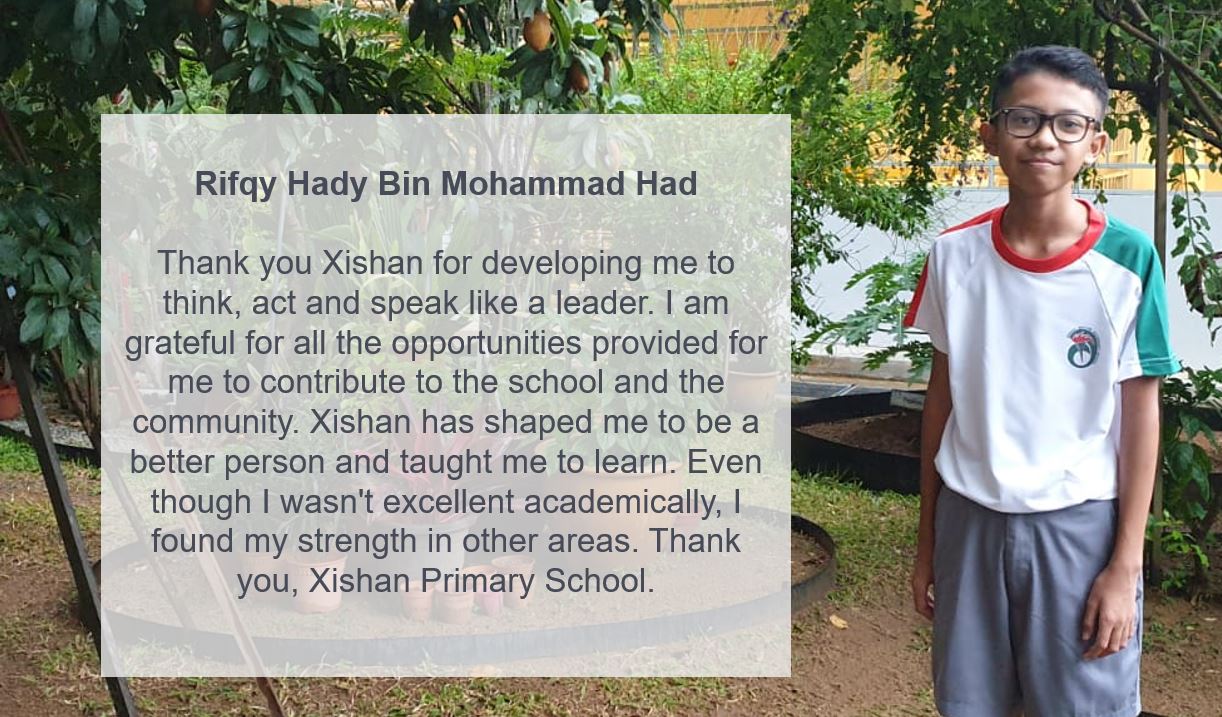 Rifqy Hady Bin Mohammad Had
Thank you Xishan for developing me to
think, act and speak like a leader. I am
grateful for all the opportunities provided for
me to contribute to the school and the
community. Xishan has shaped me to be a
better person and taught me to learn. Even
though I wasn't excellent academically, I
found my strength in other areas. Thank
you, Xishan Primary School.